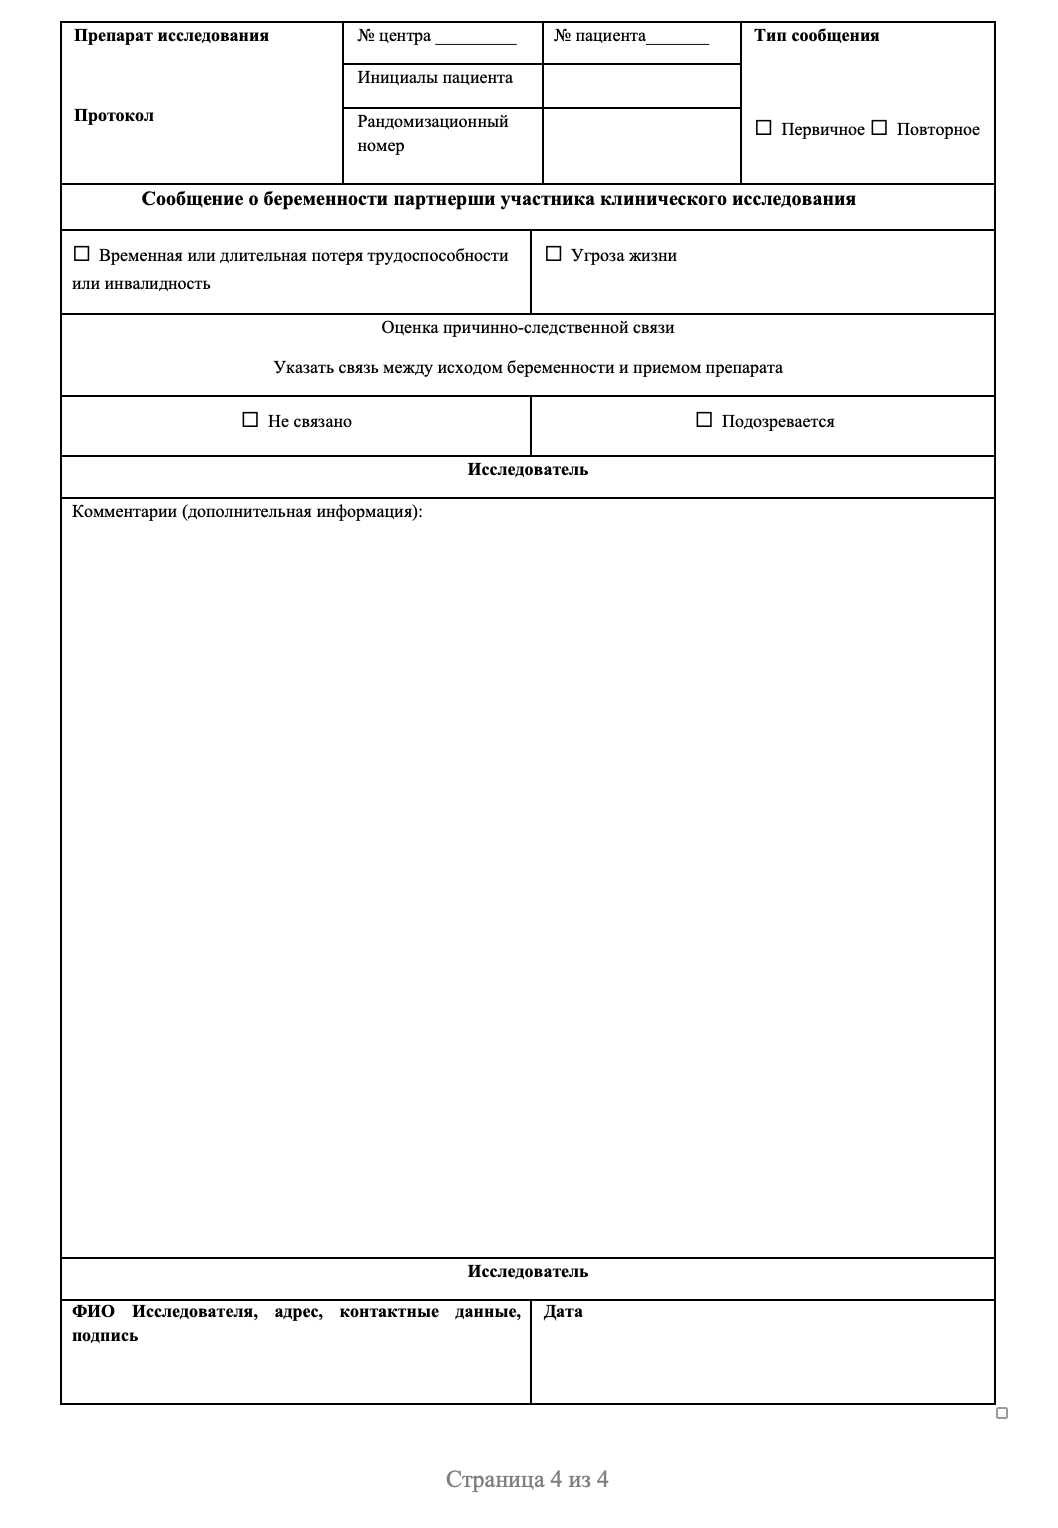 Препарат исследования
Протокол
№ центра _________
№ пациента_______
Инициалы пациента
Рандомизационный
номер
Тип сообщения
☐ Первичное ☐ Повторное
Сообщение о беременности партнерши участника клинического исследования
☐ Временная или длительная потеря трудоспособности
или инвалидность
☐ Угроза жизни
Оценка причинно-следственной связи
Указать связь между исходом беременности и приемом препарата
☐ Не связано
☐ Подозревается
Исследователь
Комментарии (дополнительная информация):
Исследователь
ФИО Исследователя, адрес, контактные данные,
подпись
Дата
Страница 4 из 4